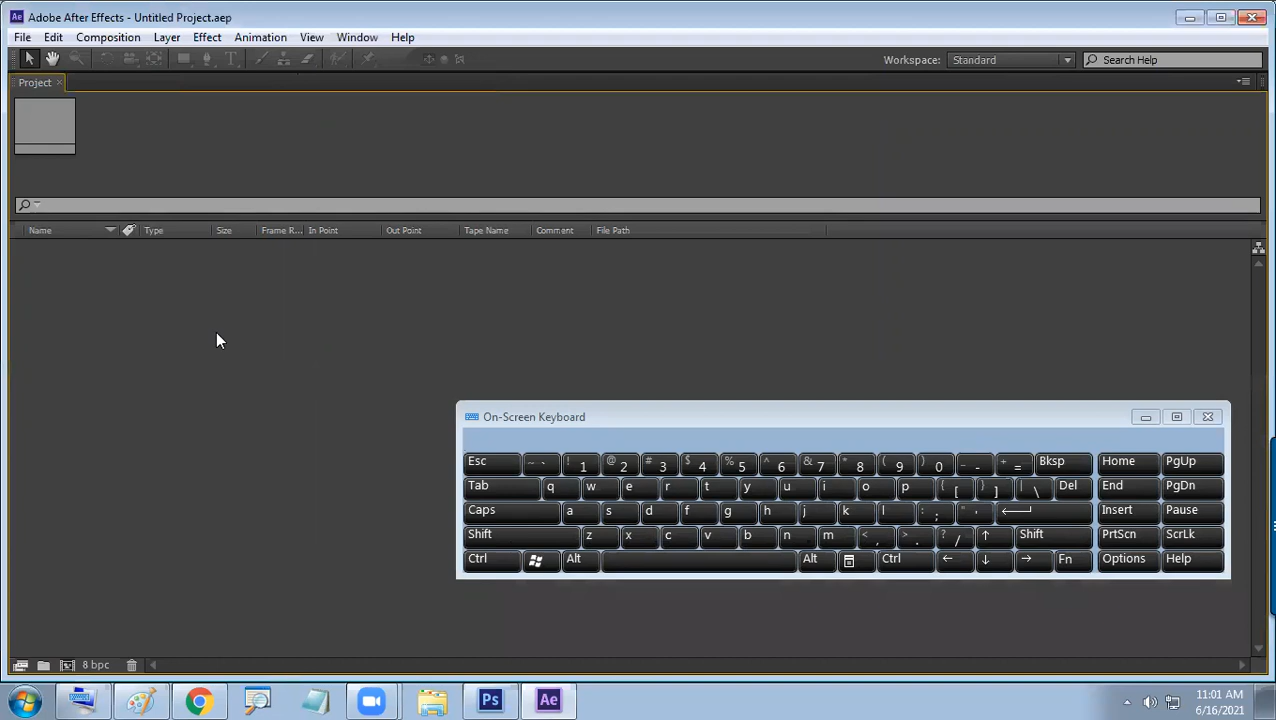 Ae Adobe After Effects - Untitled Project.aep
File Edit Composition Layer Effect Animation View Window Help
T Workspace: Standard Search Help
Project ×
Name Type Size Frame R... In Point Out Point Tape Name Comment File Path
On-Screen Keyboard
Esc ~ ` ! 1 @ 2 # 3 $ 4 % 5 ^ 6 & 7 * 8 ( 9 ) 0 _ - + = Bksp Home PgUp
Tab q w e r t y u i o p { [ } ] | \ Del End PgDn
Caps a s d f g h j k l : ; " ' Insert Pause
Shift z x c v b n m < , > . ? / ↑ Shift PrtScn ScrLk
Ctrl Alt Alt Ctrl ← ↓ → Fn Options Help
8 bpc
Ps Ae
11:01 AM
6/16/2021